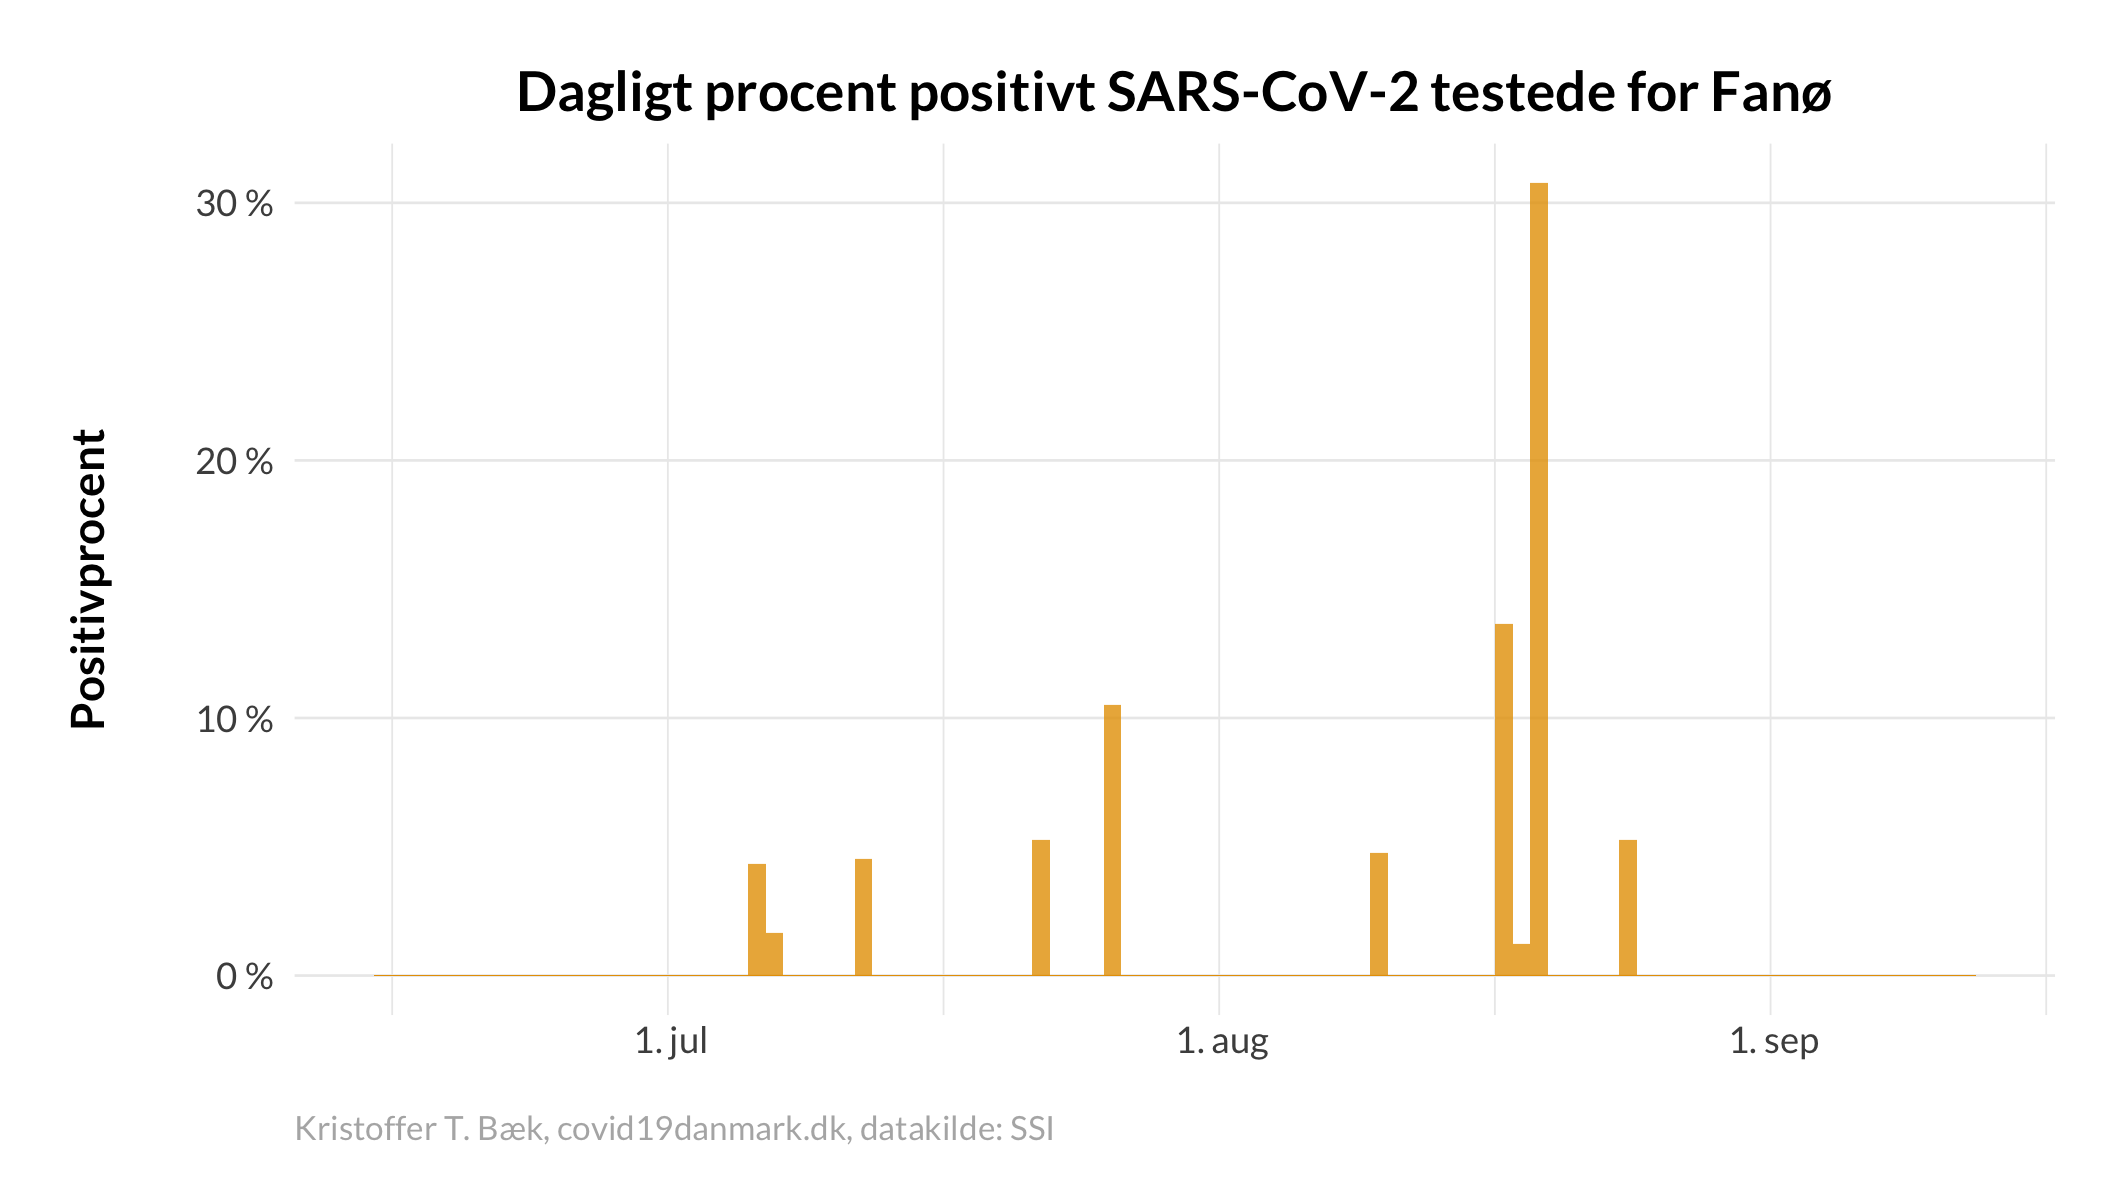 Dagligt procent positivt SARS-CoV-2 testede for Fanø
Positivprocent
30 %
20 %
10 %
0 %
1. jul
1. aug
1. sep
Kristoffer T. Bæk, covid19danmark.dk, datakilde: SSI